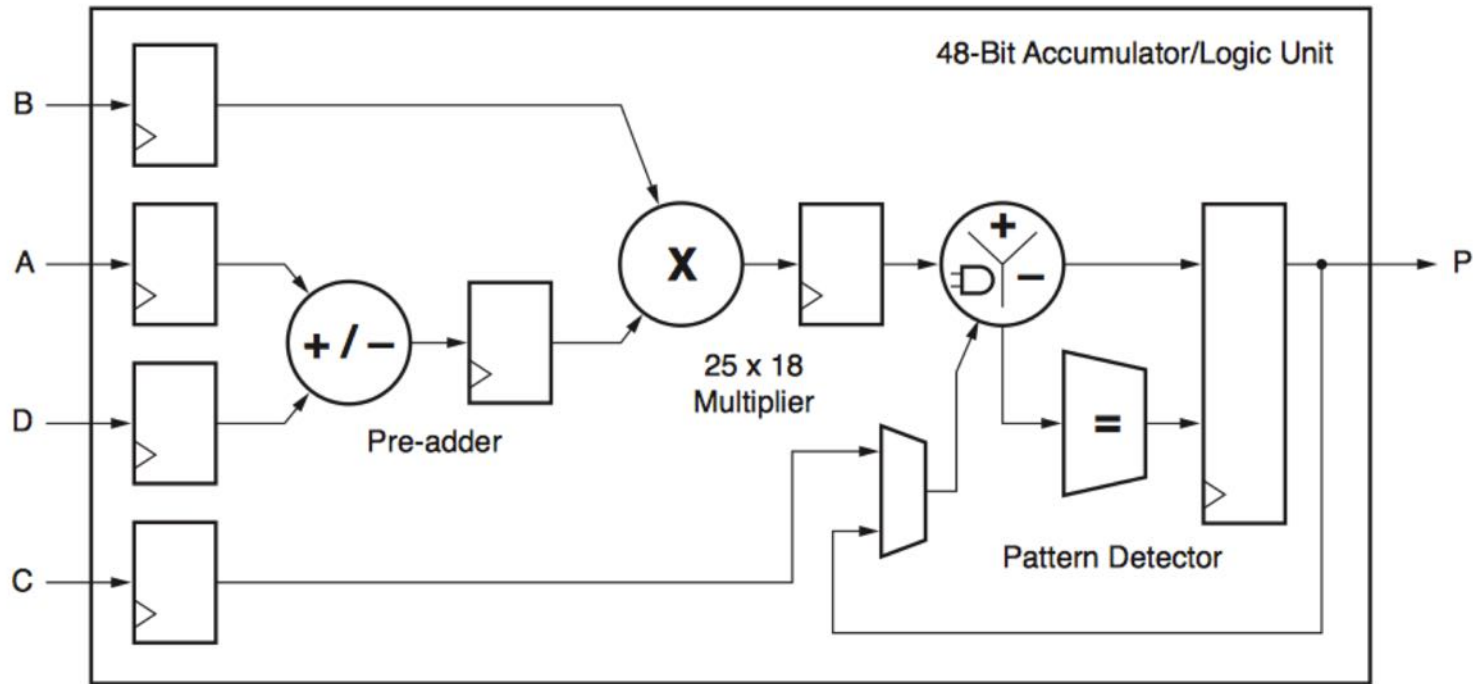 48-Bit Accumulator/Logic Unit
B
A
D
C
+ / −
Pre-adder
X
25 x 18
Multiplier
+
−
=
Pattern Detector
P